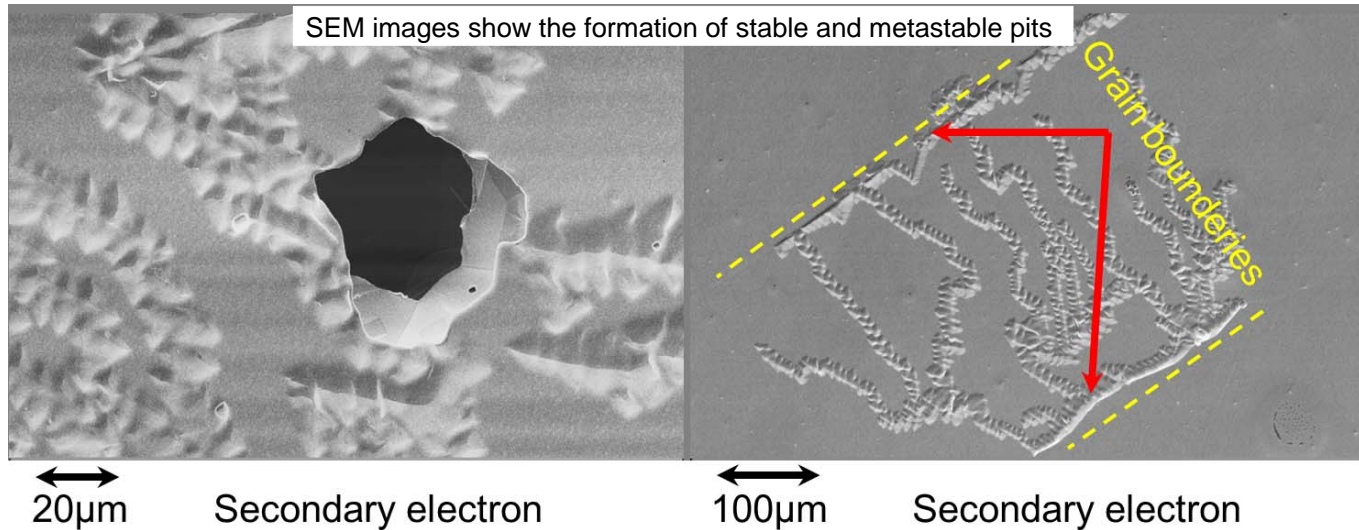 SEM images show the formation of stable and metastable pits
Grain bounderies
20µm
Secondary electron
100µm
Secondary electron